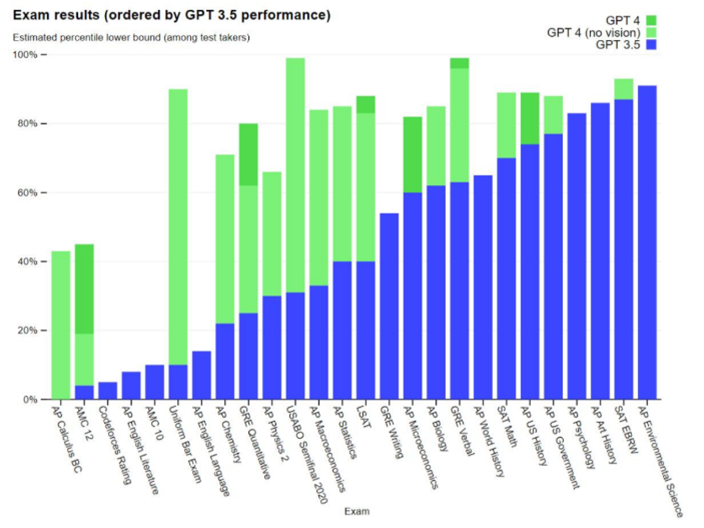 Exam results (ordered by GPT 3.5 performance)
Estimated percentile lower bound (among test takers)
GPT 4
GPT 4 (no vision)
GPT 3.5
100%
80%
60%
40%
20%
0%
AP Calculus BC
AMC 12
Codeforces Rating
AP English Literature
AMC 10
Uniform Bar Exam
AP English Language
AP Chemistry
GRE Quantitative
AP Physics 2
USABO Semifinal 2020
AP Macroeconomics
AP Statistics
LSAT
GRE Writing
AP Microeconomics
AP Biology
GRE Verbal
AP World History
SAT Math
AP US History
AP US Government
AP Psychology
AP Art History
SAT EBRW
AP Environmental Science
Exam